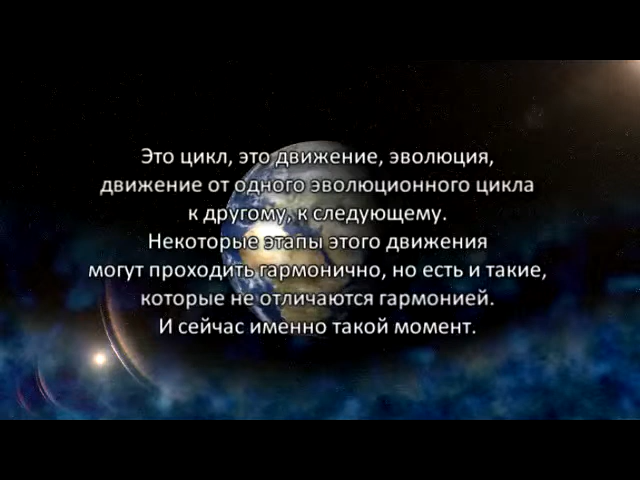 Это цикл, это движение, эволюция,
движение от одного эволюционного цикла
к другому, к следующему.
Некоторые этапы этого движения
могут проходить гармонично, но есть и такие,
которые не отличаются гармонией.
И сейчас именно такой момент.